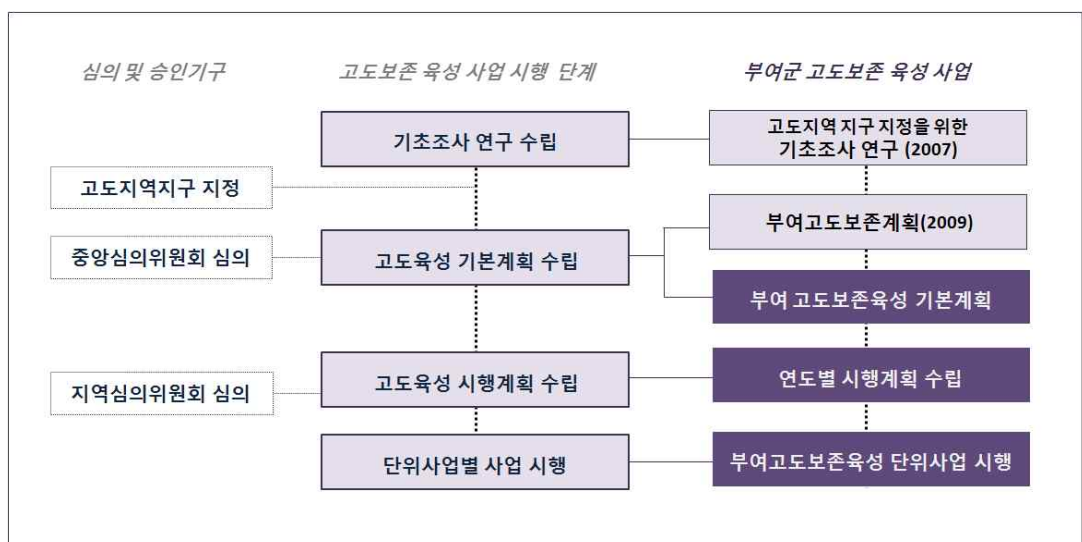 심의 및 승인기구
고도보존 육성 사업 시행 단계
부여군 고도보존 육성 사업
기초조사 연구 수립
고도지역 지구 지정을 위한
기초조사 연구 (2007)
고도지역지구 지정
부여고도보존계획(2009)
중앙심의위원회 심의
고도육성 기본계획 수립
부여 고도보존육성 기본계획
고도육성 시행계획 수립
연도별 시행계획 수립
지역심의위원회 심의
단위사업별 사업 시행
부여고도보존육성 단위사업 시행